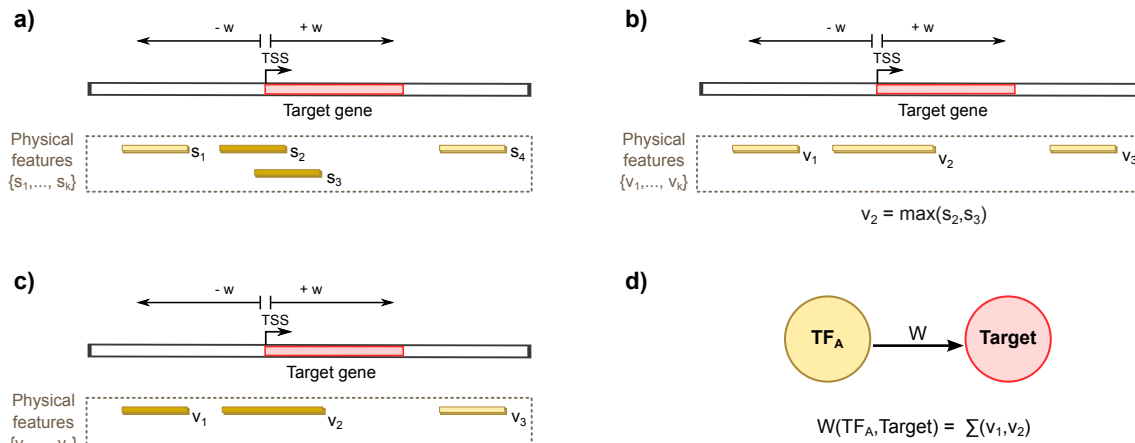 a)
- w + w
TSS
Target gene
Physical
features
{s1,..., sk}
s1 s2 s4
s3
b)
- w + w
TSS
Target gene
Physical
features
{v1,..., vk}
v1 v2 v3
v2 = max(s2,s3)
c)
- w + w
TSS
Target gene
Physical
features
v1 v2 v3
d)
TFA W Target
W(TFA,Target) = ∑(v1,v2)